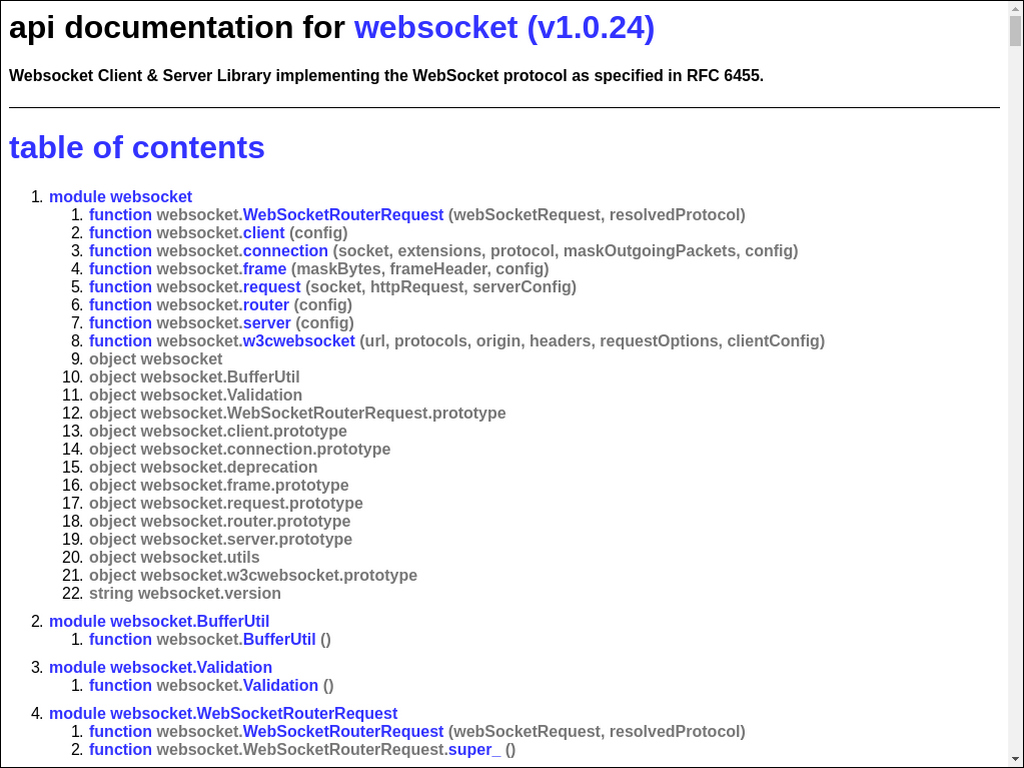 api documentation for websocket (v1.0.24)
Websocket Client & Server Library implementing the WebSocket protocol as specified in RFC 6455.
table of contents
1. module websocket
1. function websocket.WebSocketRouterRequest (webSocketRequest, resolvedProtocol)
2. function websocket.client (config)
3. function websocket.connection (socket, extensions, protocol, maskOutgoingPackets, config)
4. function websocket.frame (maskBytes, frameHeader, config)
5. function websocket.request (socket, httpRequest, serverConfig)
6. function websocket.router (config)
7. function websocket.server (config)
8. function websocket.w3cwebsocket (url, protocols, origin, headers, requestOptions, clientConfig)
9. object websocket
10. object websocket.BufferUtil
11. object websocket.Validation
12. object websocket.WebSocketRouterRequest.prototype
13. object websocket.client.prototype
14. object websocket.connection.prototype
15. object websocket.deprecation
16. object websocket.frame.prototype
17. object websocket.request.prototype
18. object websocket.router.prototype
19. object websocket.server.prototype
20. object websocket.utils
21. object websocket.w3cwebsocket.prototype
22. string websocket.version
2. module websocket.BufferUtil
1. function websocket.BufferUtil ()
3. module websocket.Validation
1. function websocket.Validation ()
4. module websocket.WebSocketRouterRequest
1. function websocket.WebSocketRouterRequest (webSocketRequest, resolvedProtocol)
2. function websocket.WebSocketRouterRequest.super_ ()